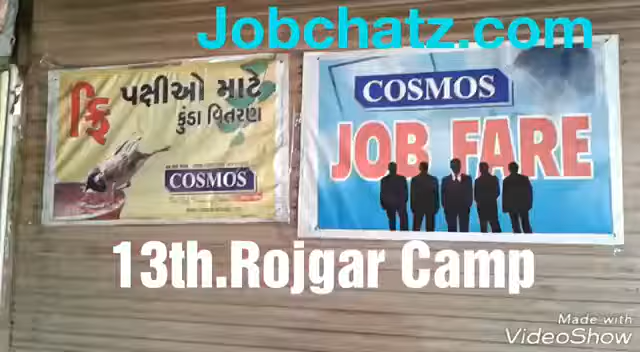 Jobchatz.com
ફ્રિ
પક્ષીઓ માટે
કુંડા વિતરણ
COSMOS
COSMOS
JOB FARE
13th.Rojgar Camp
Made with
VideoShow